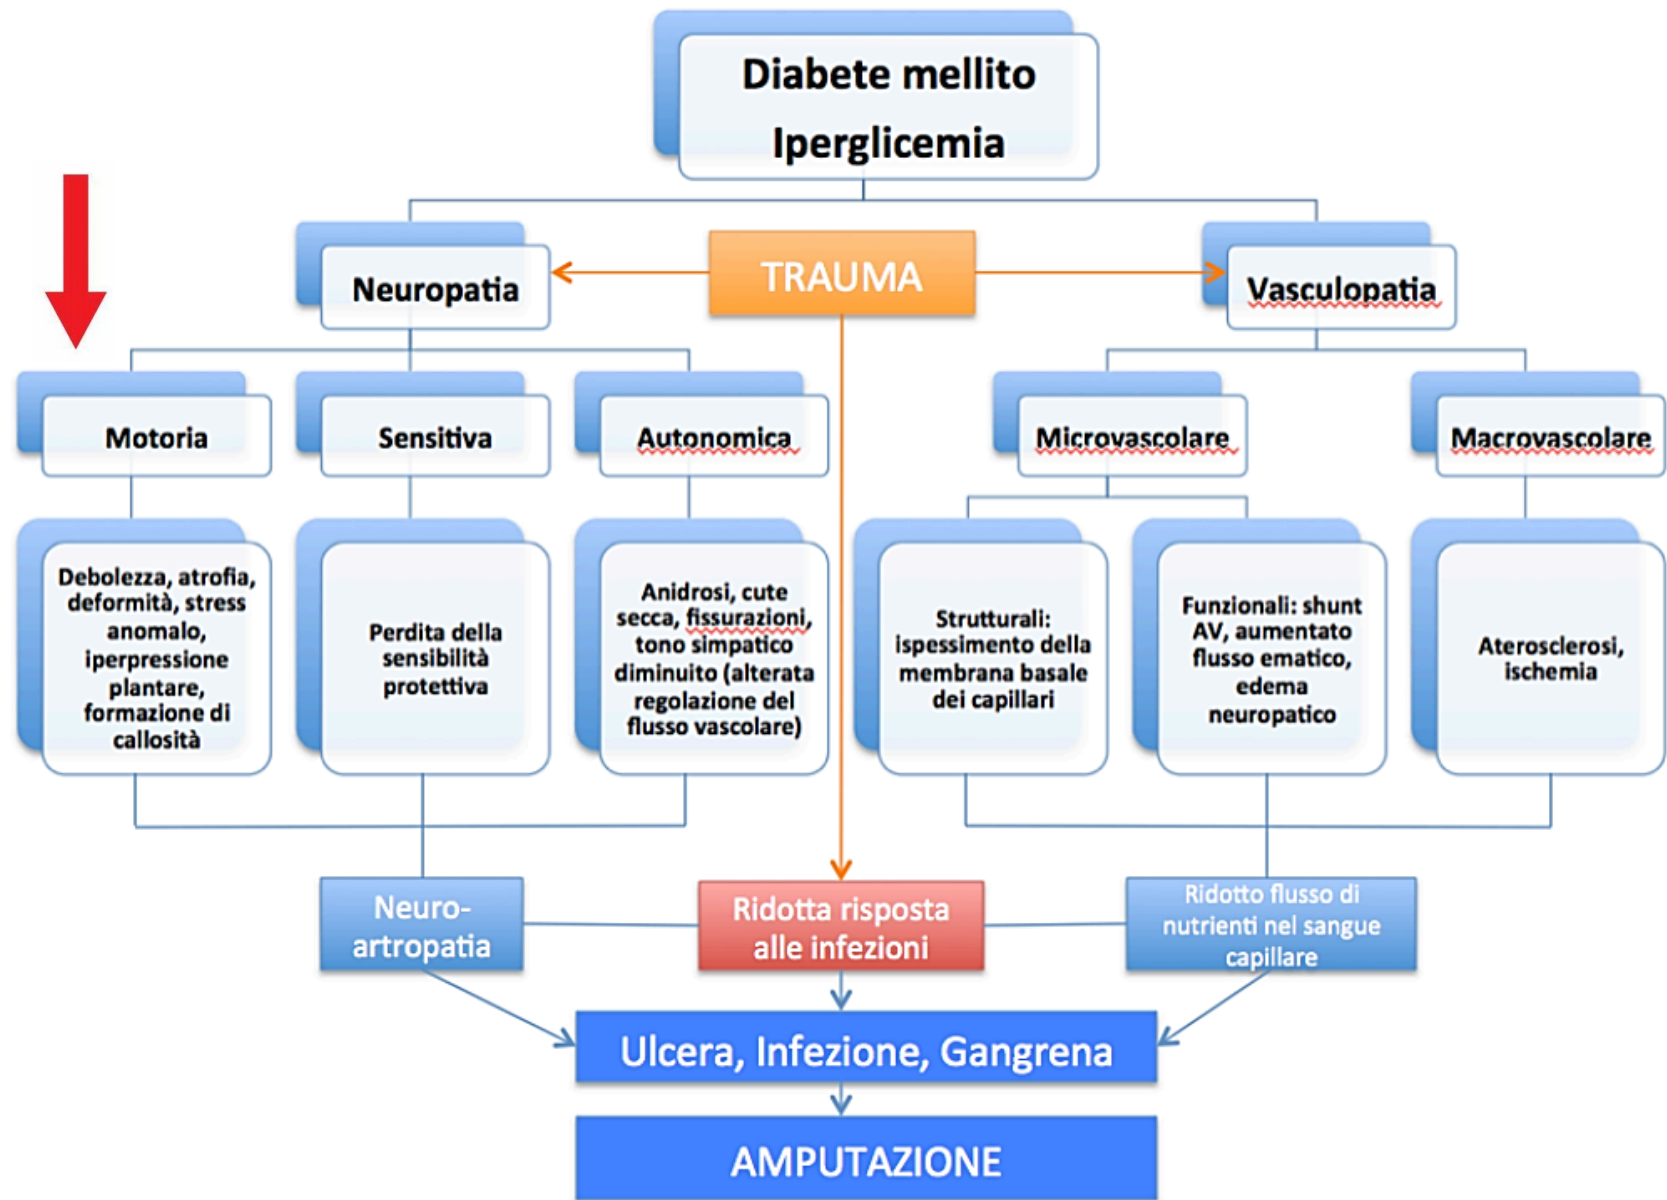 Diabete mellito
Iperglicemia
Neuropatia
TRAUMA
Vasculopatia
Motoria
Sensitiva
Autonomica
Microvascolare
Macrovascolare
Debolezza, atrofia,
deformità, stress
anomalo,
iperpressione
plantare,
formazione di
callosità
Perdita della
sensibilità
protettiva
Anidrosi, cute
secca, fissurazioni,
tono simpatico
diminuito (alterata
regolazione del
flusso vascolare)
Strutturali:
ispessimento della
membrana basale
dei capillari
Funzionali: shunt
AV, aumentato
flusso ematico,
edema
neuropatico
Aterosclerosi,
ischemia
Neuro-
artropatia
Ridotta risposta
alle infezioni
Ridotto flusso di
nutrienti nel sangue
capillare
Ulcera, Infezione, Gangrena
AMPUTAZIONE